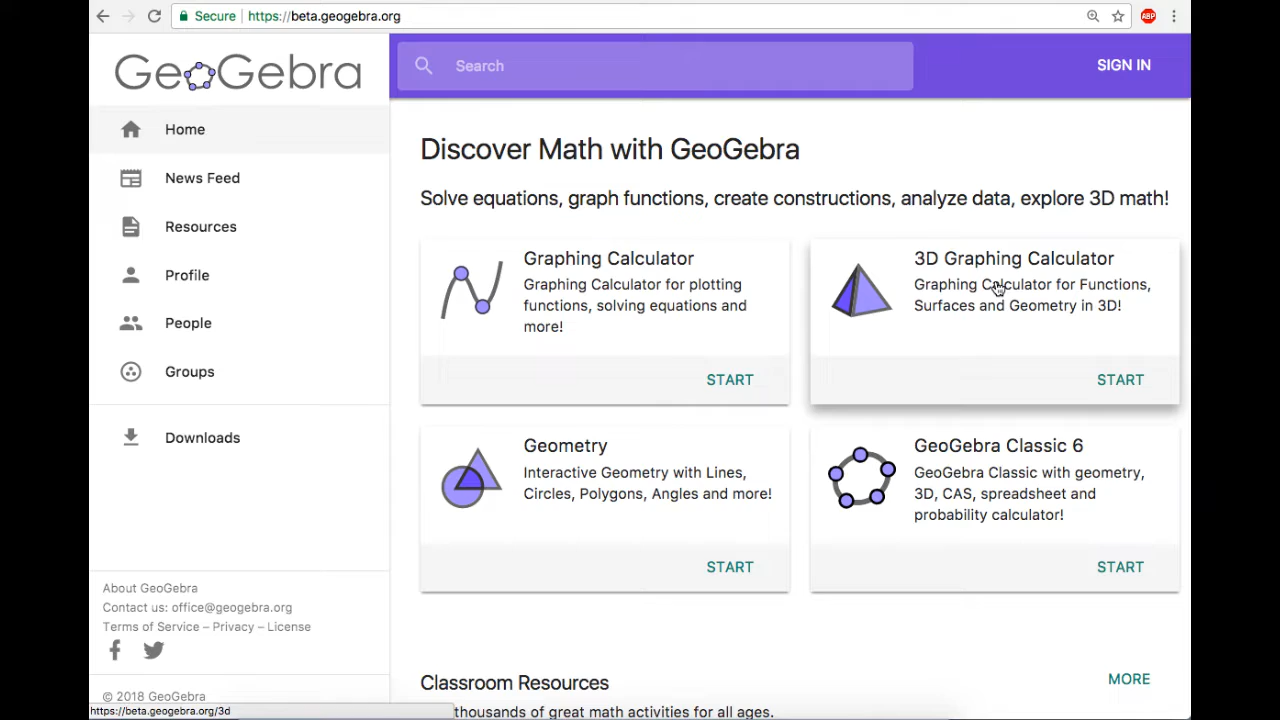 Secure
https://beta.geogebra.org
ABP
GeoGebra
Search
SIGN IN
Home
News Feed
Resources
Profile
People
Groups
Downloads
Discover Math with GeoGebra
Solve equations, graph functions, create constructions, analyze data, explore 3D math!
Graphing Calculator
Graphing Calculator for plotting
functions, solving equations and
more!
START
3D Graphing Calculator
Graphing Calculator for Functions,
Surfaces and Geometry in 3D!
START
Geometry
Interactive Geometry with Lines,
Circles, Polygons, Angles and more!
START
GeoGebra Classic 6
GeoGebra Classic with geometry,
3D, CAS, spreadsheet and
probability calculator!
START
Classroom Resources
MORE
thousands of great math activities for all ages.
About GeoGebra
Contact us: office@geogebra.org
Terms of Service – Privacy – License
© 2018 GeoGebra
https://beta.geogebra.org/3d